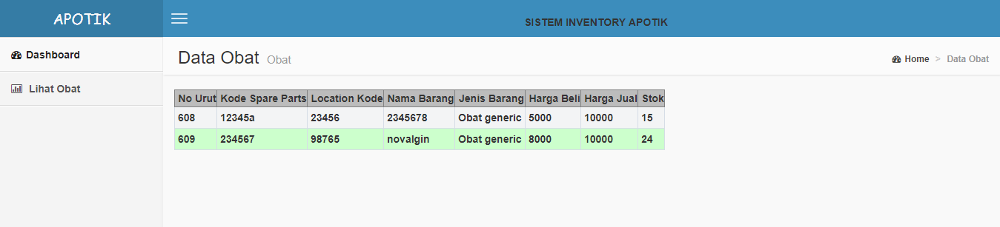 APOTIK
SISTEM INVENTORY APOTIK
Dashboard
Lihat Obat
Data Obat Obat
Home > Data Obat
No Urut Kode Spare Parts Location Kode Nama Barang Jenis Barang Harga Beli Harga Jual Stok
608 12345a 23456 2345678 Obat generic 5000 10000 15
609 234567 98765 novalgin Obat generic 8000 10000 24